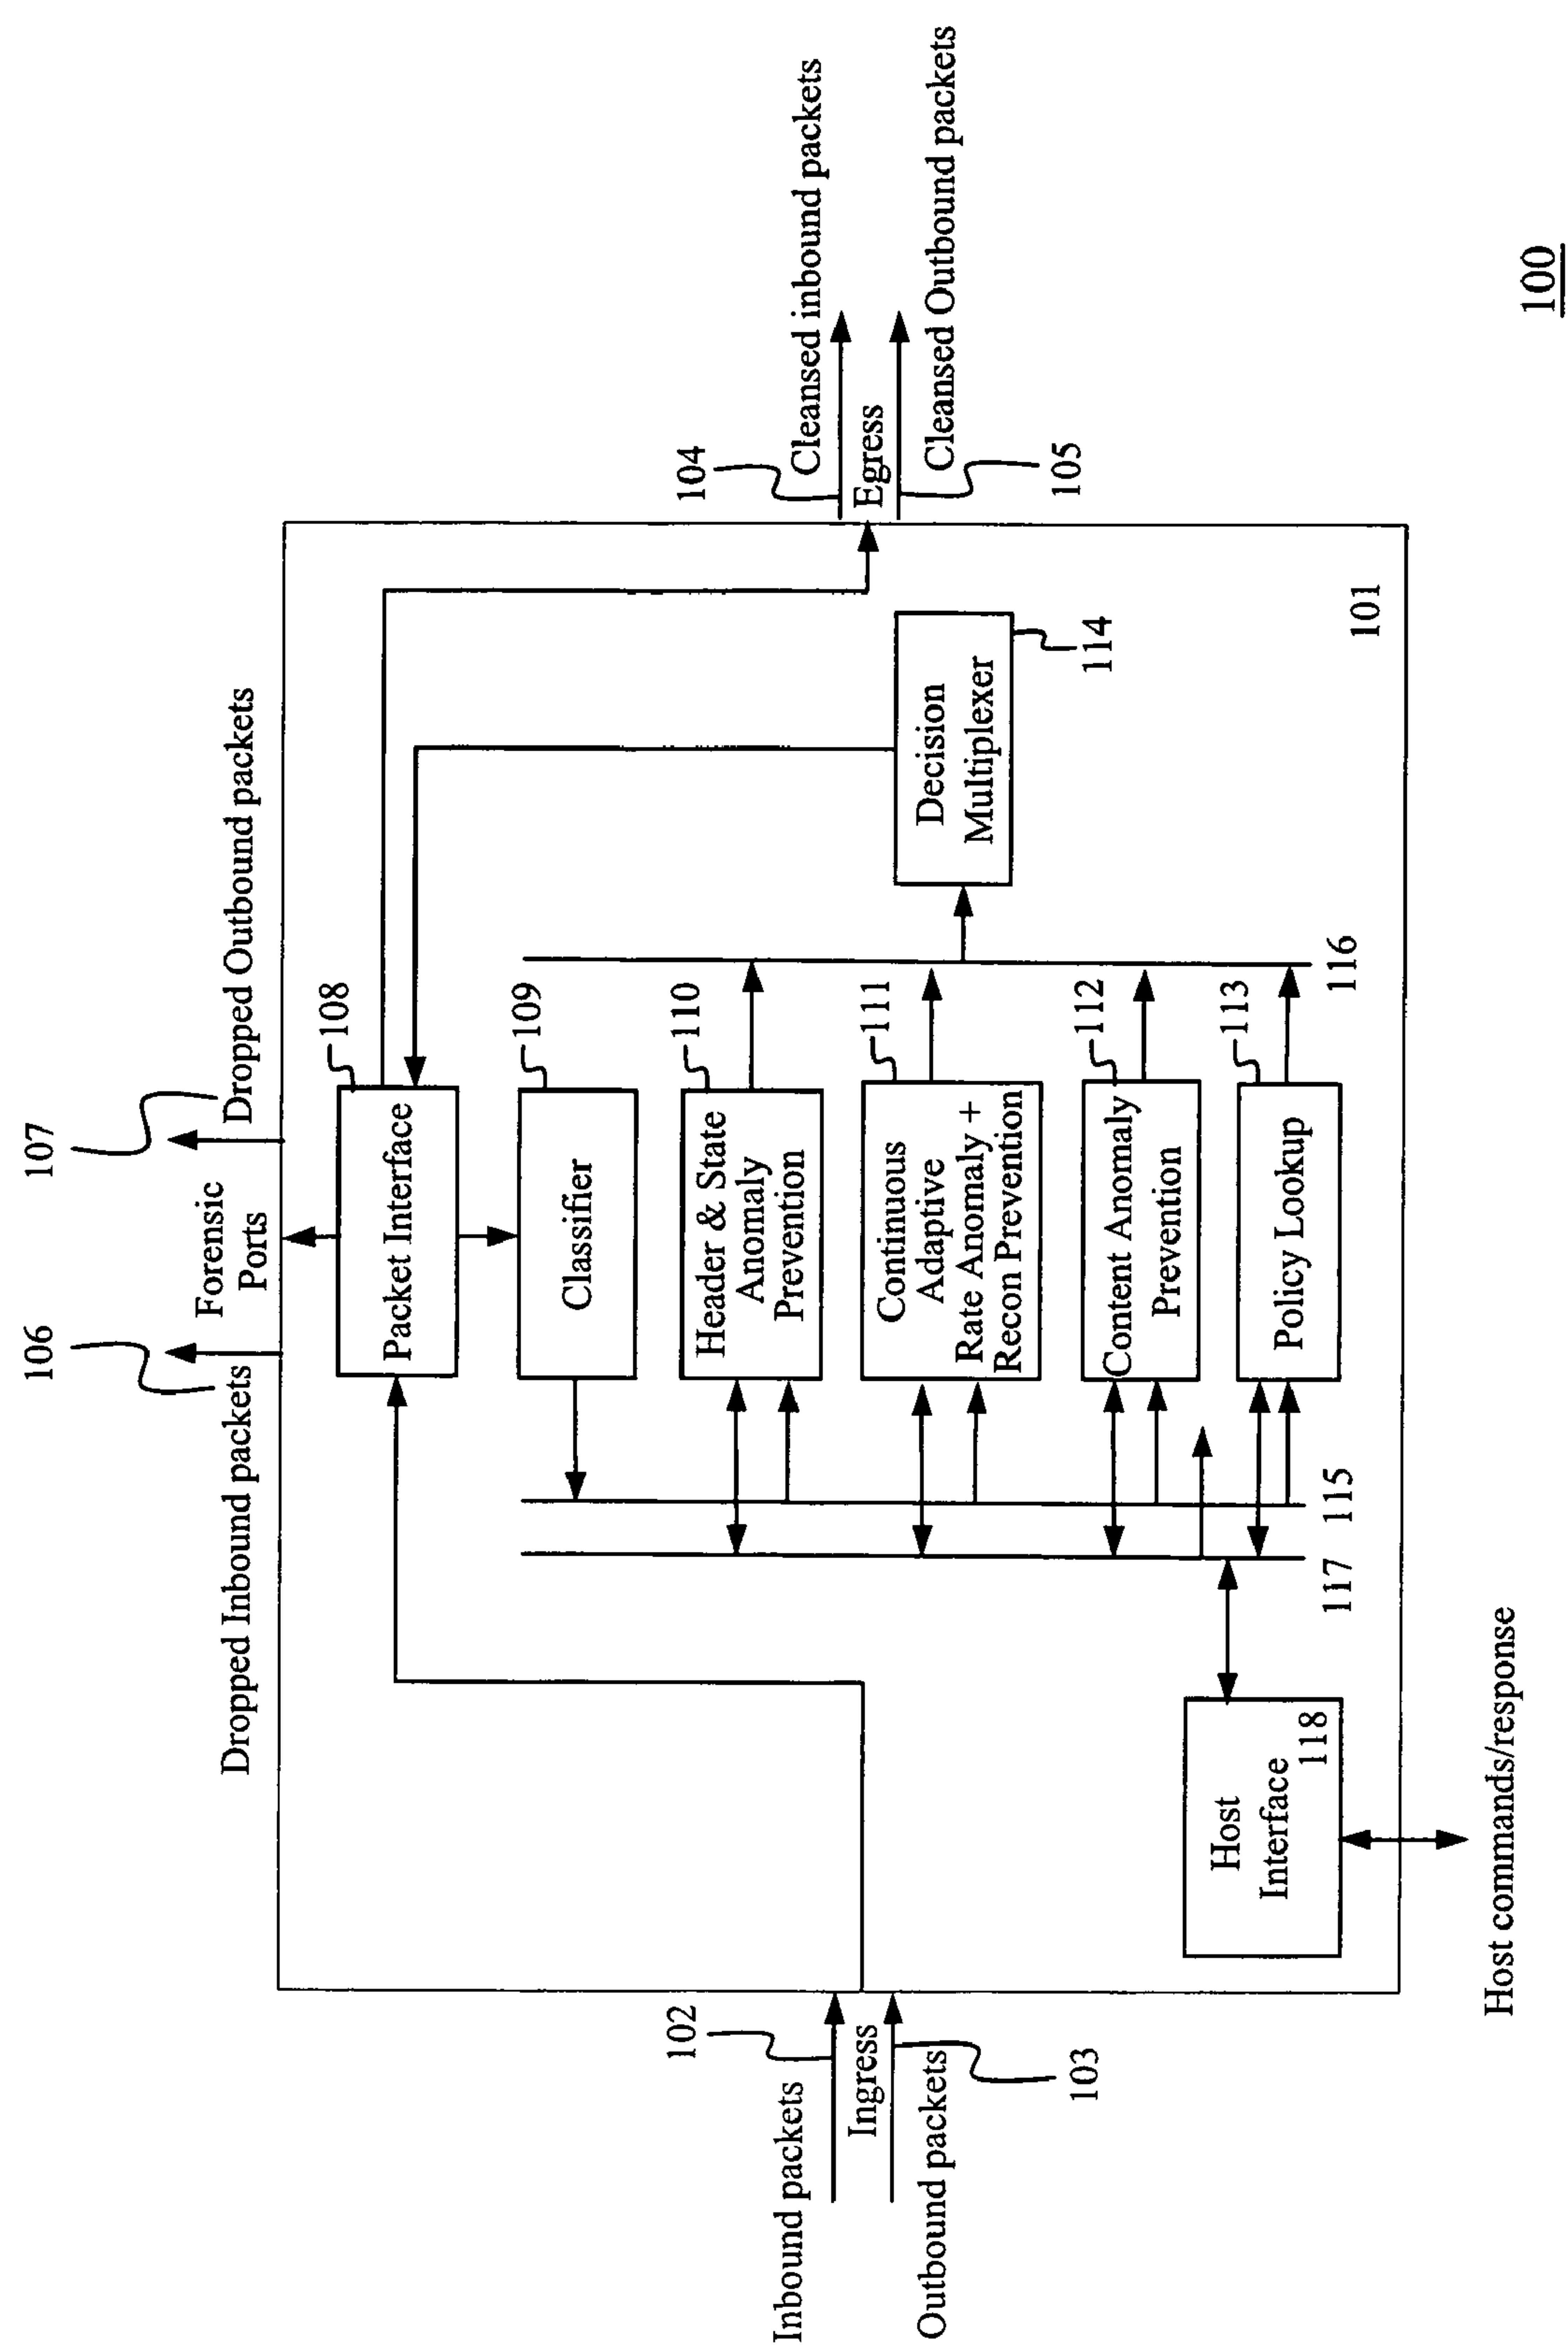 107
Dropped Outbound packets
Forensic
Ports
106
Dropped Inbound packets
108
Packet Interface
109
Classifier
110
Header & State
Anomaly
Prevention
111
Continuous
Adaptive
Rate Anomaly +
Recon Prevention
112
Content Anomaly
Prevention
113
Policy Lookup
Decision
Multiplexer
114
115
116
117
Host
Interface
118
101
Inbound packets
102
Ingress
Outbound packets
103
104
Cleansed inbound packets
Egress
Cleansed Outbound packets
105
Host commands/response
100